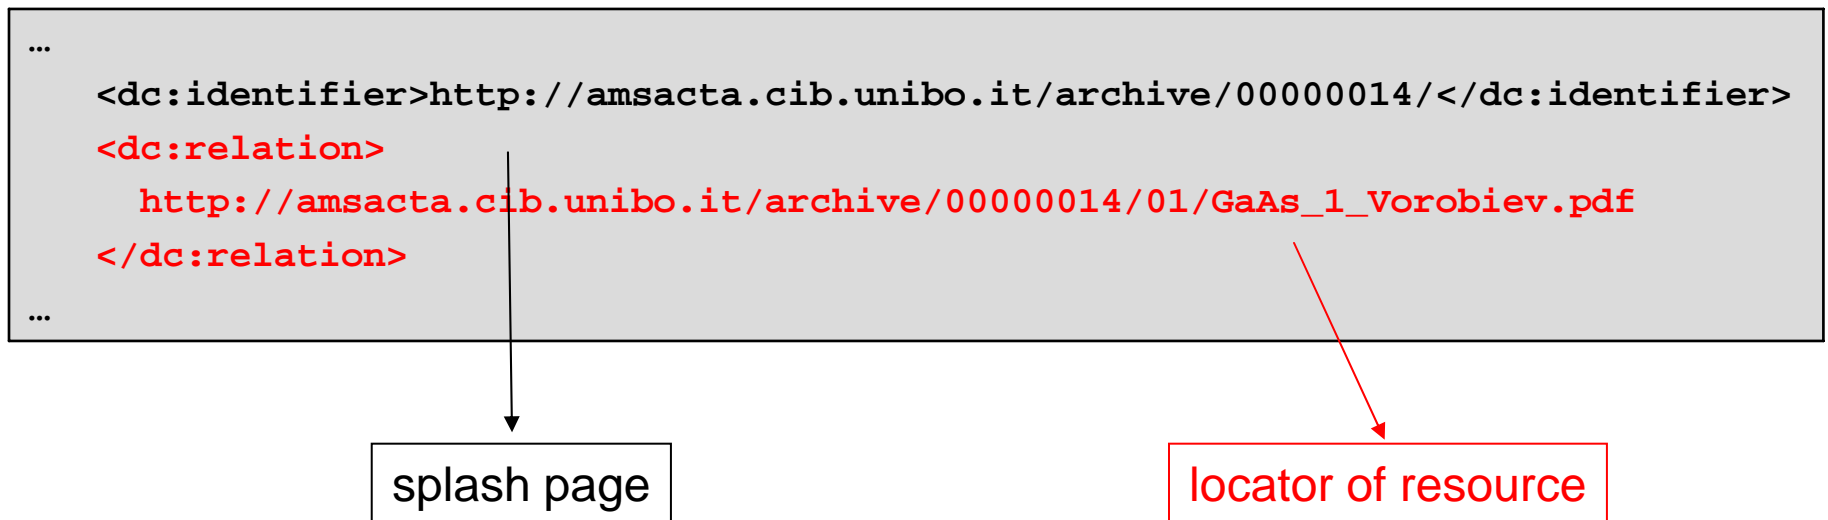 …
<dc:identifier>http://amsacta.cib.unibo.it/archive/00000014/</dc:identifier>
<dc:relation>
http://amsacta.cib.unibo.it/archive/00000014/01/GaAs_1_Vorobiev.pdf
</dc:relation>
…
splash page
locator of resource